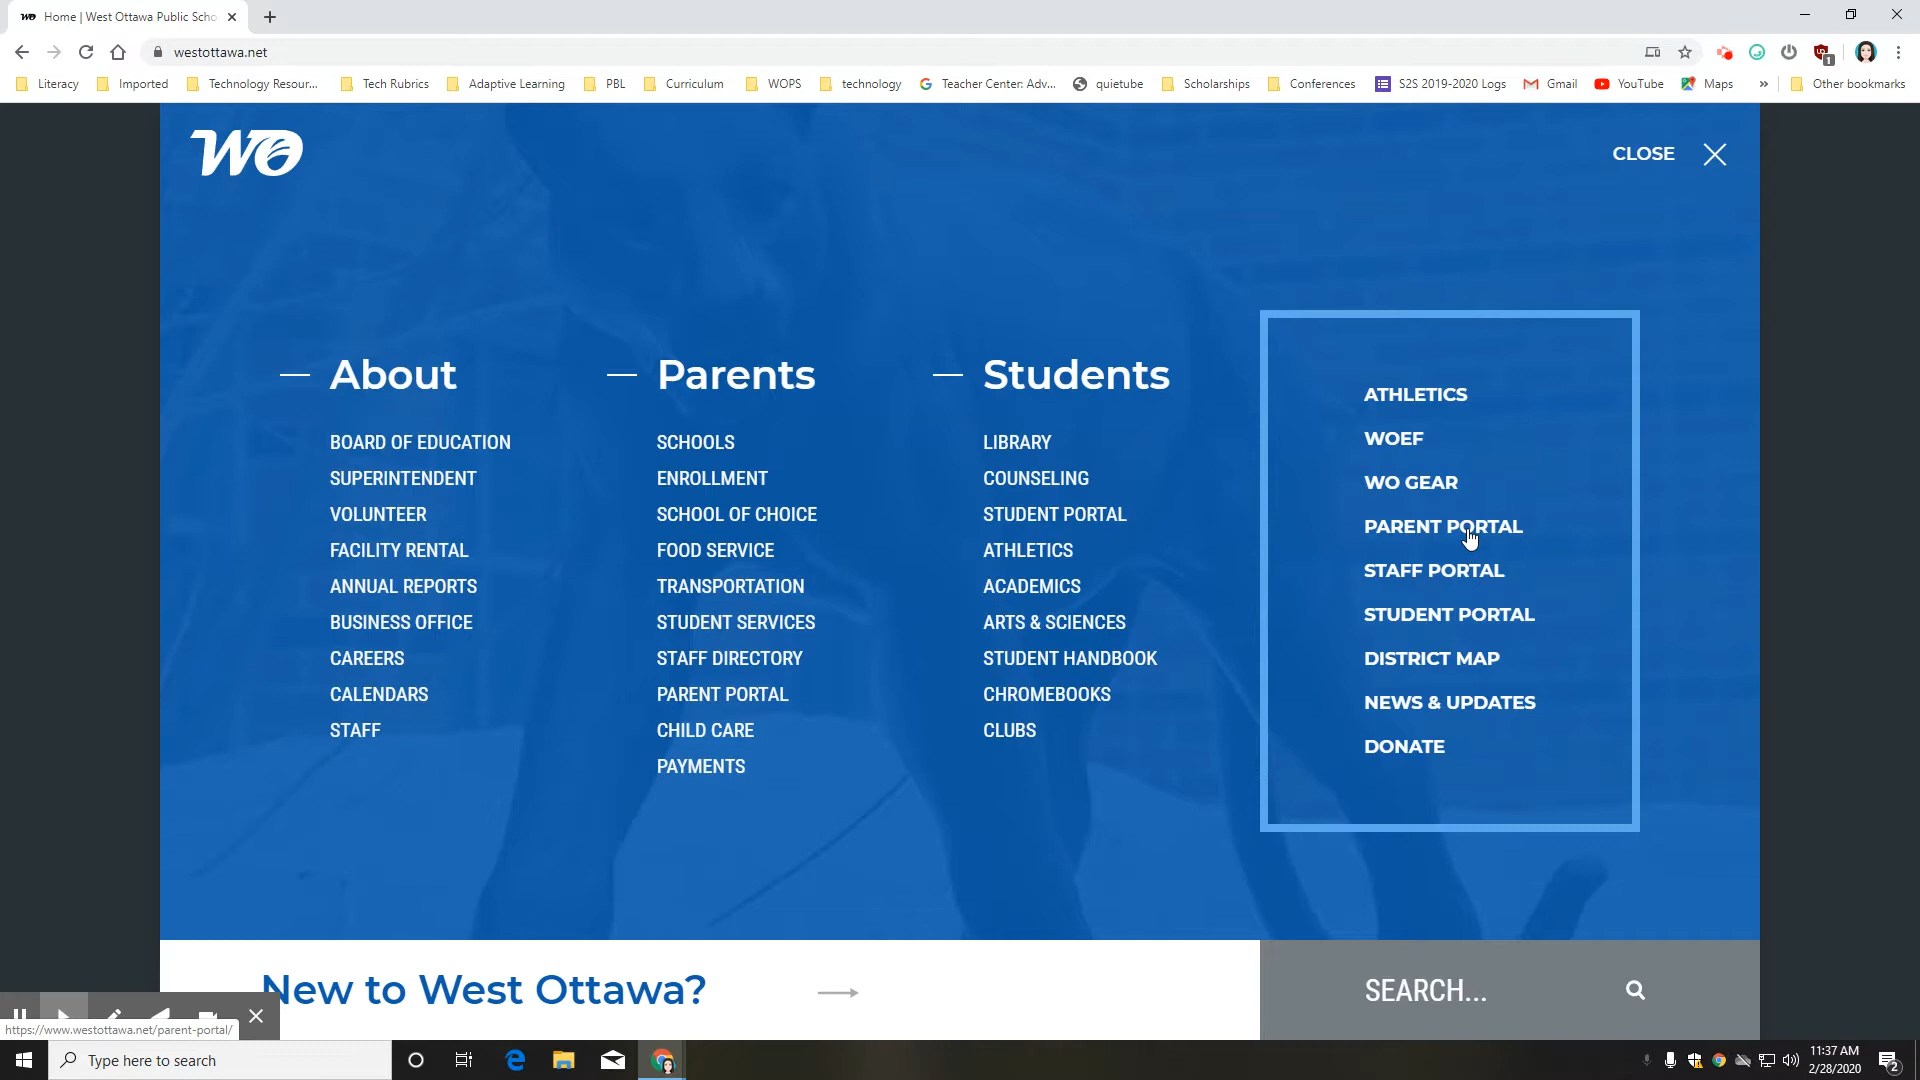 Home | West Ottawa Public Scho
westottawa.net
Literacy Imported Technology Resour... Tech Rubrics Adaptive Learning PBL Curriculum WOPS technology Teacher Center: Adv... quietube Scholarships Conferences S2S 2019-2020 Logs Gmail YouTube Maps » Other bookmarks
WO
CLOSE
About
BOARD OF EDUCATION
SUPERINTENDENT
VOLUNTEER
FACILITY RENTAL
ANNUAL REPORTS
BUSINESS OFFICE
CAREERS
CALENDARS
STAFF
Parents
SCHOOLS
ENROLLMENT
SCHOOL OF CHOICE
FOOD SERVICE
TRANSPORTATION
STUDENT SERVICES
STAFF DIRECTORY
PARENT PORTAL
CHILD CARE
PAYMENTS
Students
LIBRARY
COUNSELING
STUDENT PORTAL
ATHLETICS
ACADEMICS
ARTS & SCIENCES
STUDENT HANDBOOK
CHROMEBOOKS
CLUBS
ATHLETICS
WOEF
WO GEAR
PARENT PORTAL
STAFF PORTAL
STUDENT PORTAL
DISTRICT MAP
NEWS & UPDATES
DONATE
New to West Ottawa?
SEARCH...
https://www.westottawa.net/parent-portal/
Type here to search
11:37 AM
2/28/2020
2